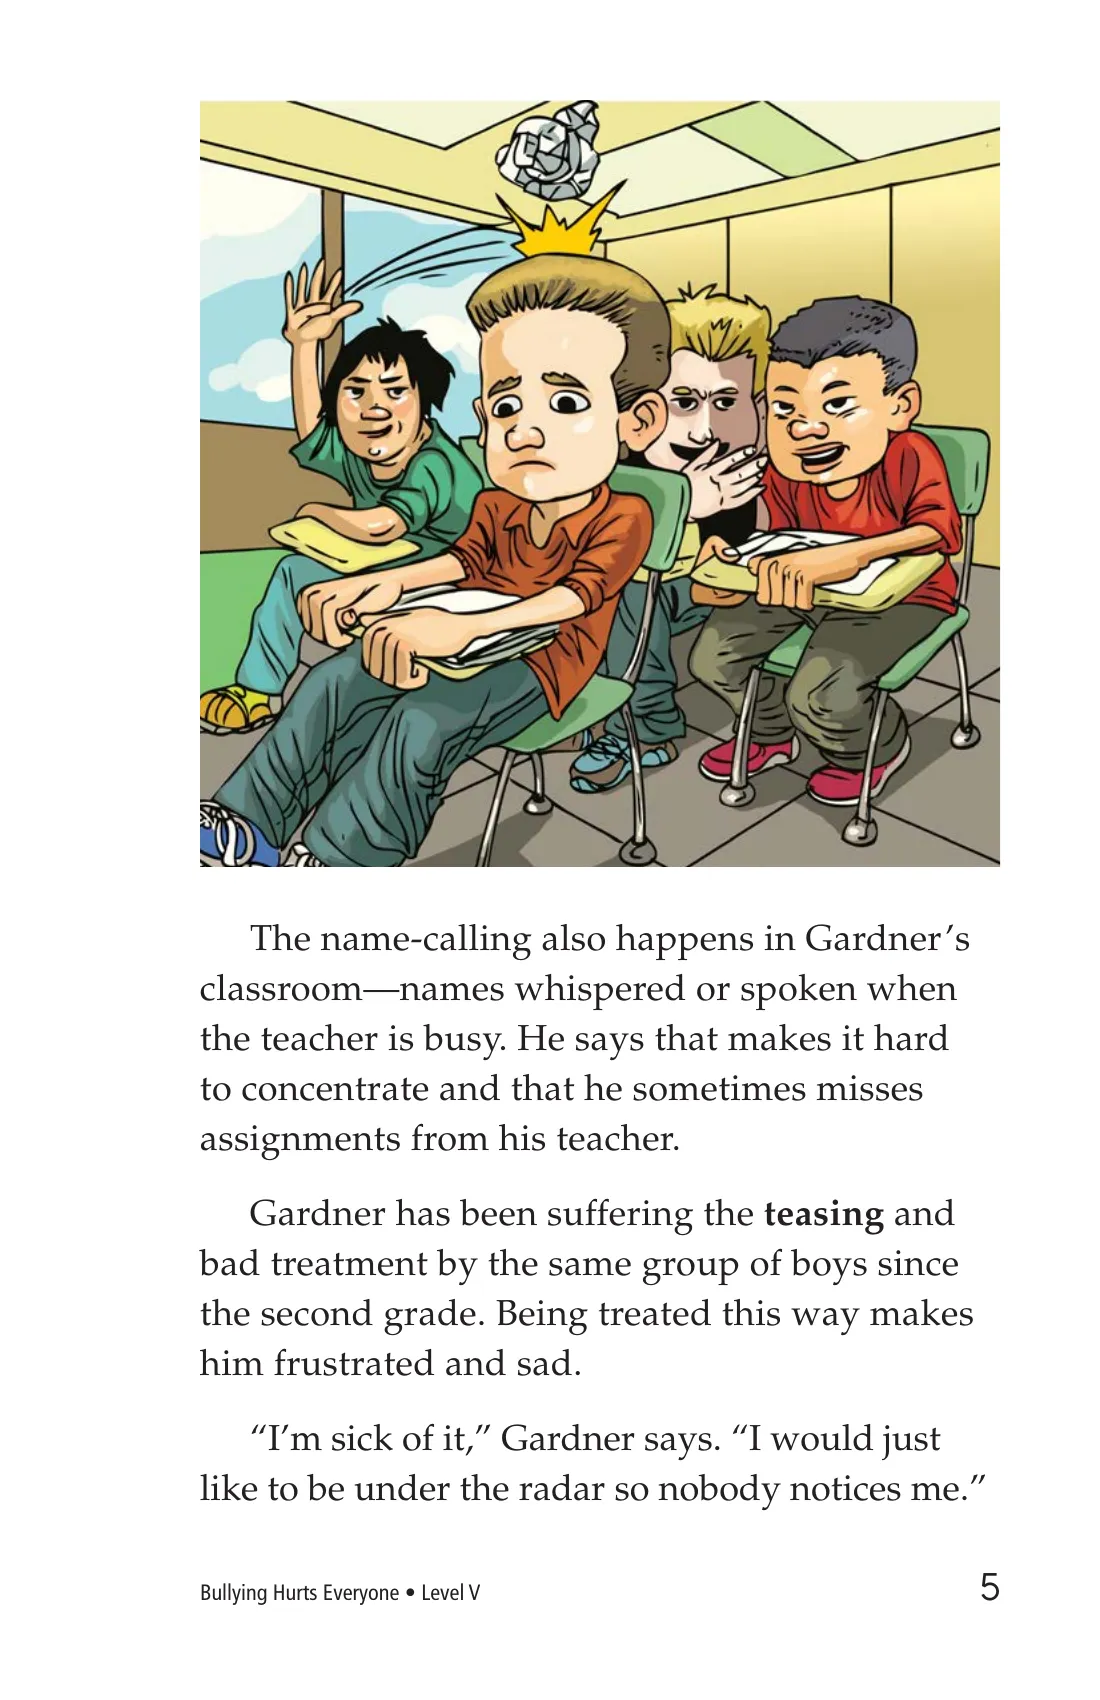 The name-calling also happens in Gardner’s
classroom—names whispered or spoken when
the teacher is busy. He says that makes it hard
to concentrate and that he sometimes misses
assignments from his teacher.
Gardner has been suffering the teasing and
bad treatment by the same group of boys since
the second grade. Being treated this way makes
him frustrated and sad.
“I’m sick of it,” Gardner says. “I would just
like to be under the radar so nobody notices me.”
Bullying Hurts Everyone • Level V
5